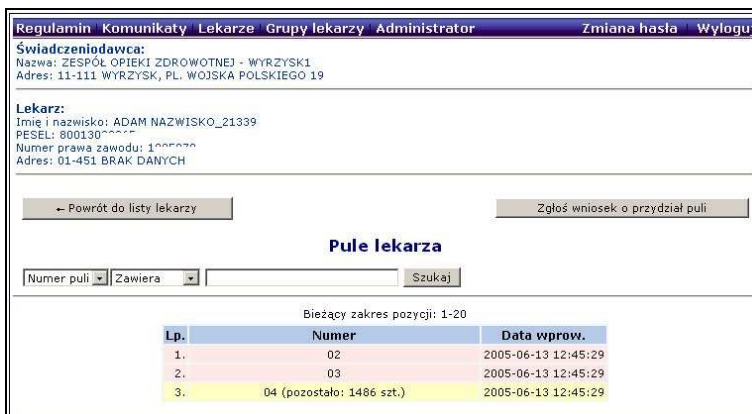 Regulamin Komunikaty Lekarze Grupy lekarzy Administrator Zmiana hasła Wylogu
Świadczeniodawca:
Nazwa: ZESPÓŁ OPIEKI ZDROWOTNEJ - WYRZYSK1
Adres: 11-111 WYRZYSK, PL. WOJSKA POLSKIEGO 19
Lekarz:
Imię i nazwisko: ADAM NAZWISKO_21339
PESEL:
Numer prawa zawodu:
Adres: 01-451 BRAK DANYCH
← Powrót do listy lekarzy Zgłoś wniosek o przydział puli
Pule lekarza
Numer puli Zawiera Szukaj
Bieżący zakres pozycji: 1-20
Lp. Numer Data wprow.
1. 02 2005-06-13 12:45:29
2. 03 2005-06-13 12:45:29
3. 04 (pozostało: 1486 szt.) 2005-06-13 12:45:29